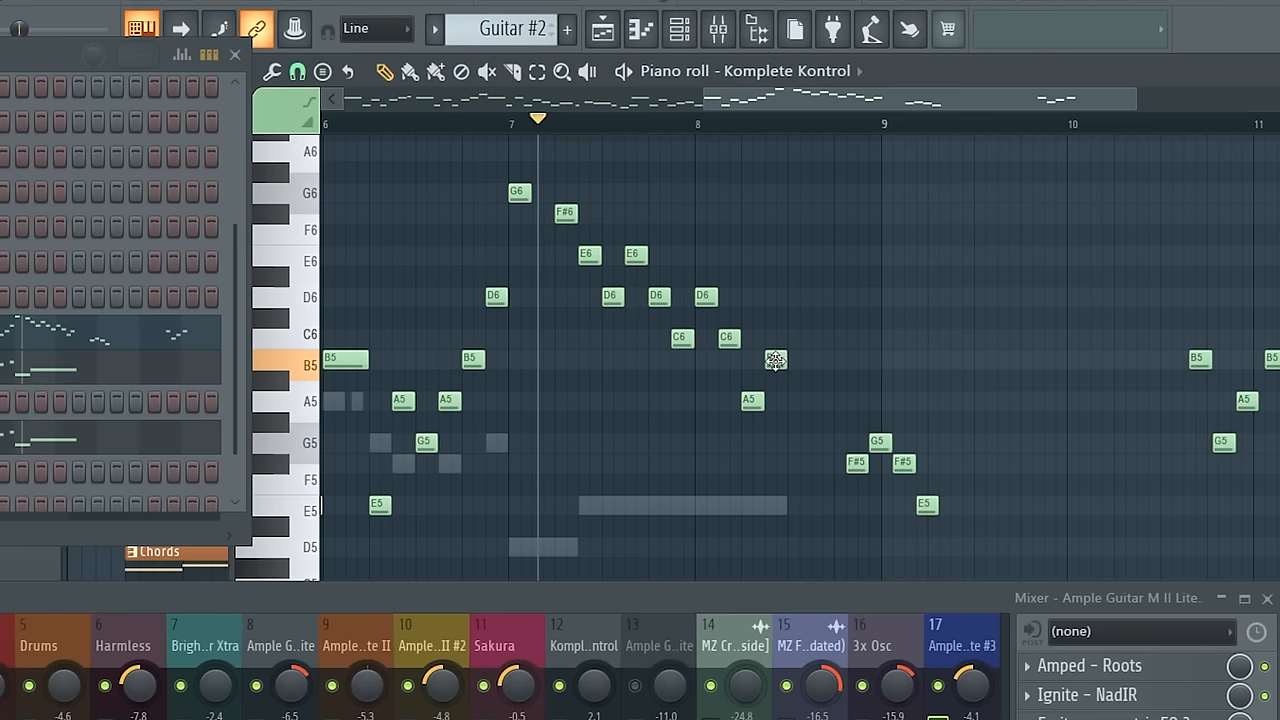 Line
Guitar #2
+
Piano roll - Komplete Kontrol
6 7 8 9 10 11
A6
G6
G6
F#6
F6
E6
E6
E6
D6
D6
D6
D6
D6
C6
C6
C6
B5
B5
B5
B5
B5
A5
A5
A5
A5
A5
G5
G5
G5
G5
F#5
F#5
F5
E5
E5
E5
D5
Chords
Mixer - Ample Guitar M II Lite..
5 6 7 8 9 10 11 12 13 14 15 16 17
Drums Harmless Brigh..r Xtra Ample G..ite Ample..te II Ample..II #2 Sakura Kompl..ntrol Ample G..ite MZ Cr..side] MZ F..dated) 3x Osc Ample..te #3
POST
(none)
Amped - Roots
Ignite - NadIR
-4.6 -7.8 -2.4 -6.5 -5.3 -4.8 -0.5 2.1 -11.0 -24.8 -16.5 -15.9 -4.1